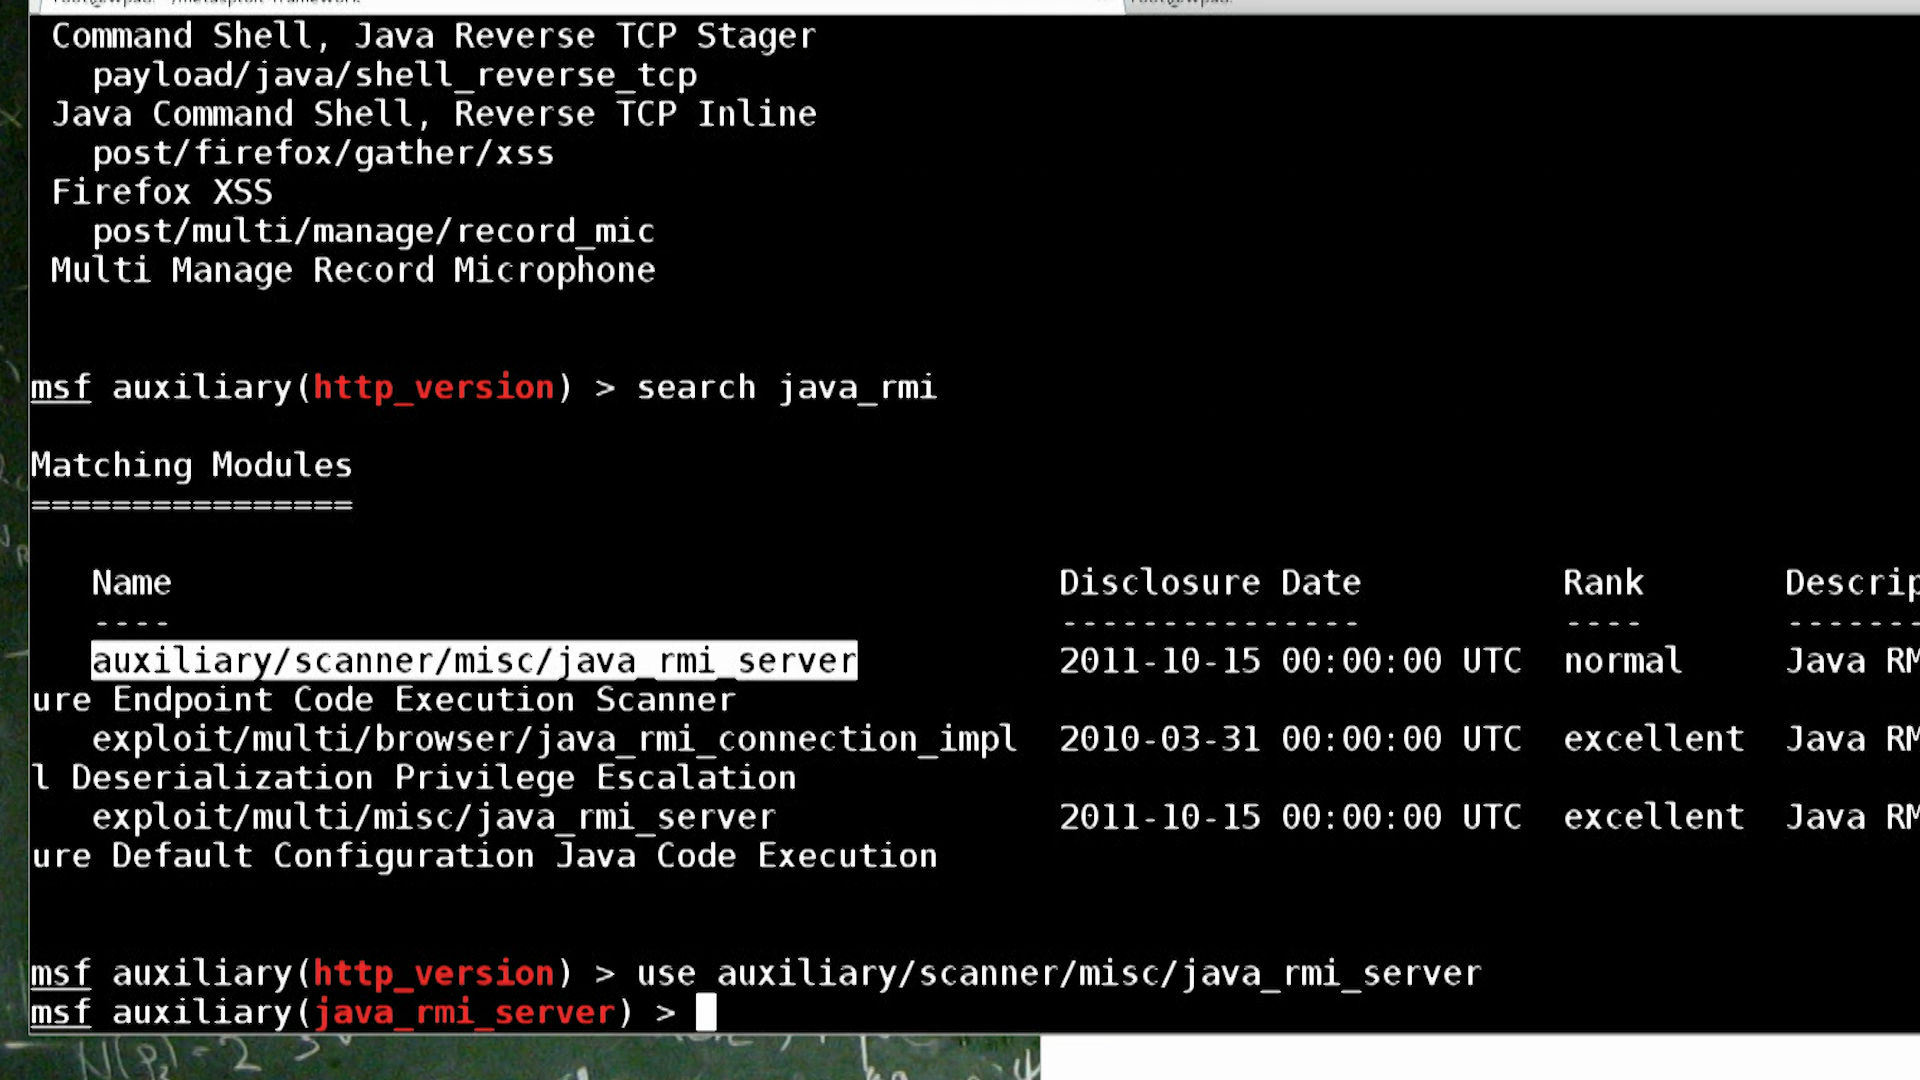 Command Shell, Java Reverse TCP Stager
payload/java/shell_reverse_tcp
Java Command Shell, Reverse TCP Inline
post/firefox/gather/xss
Firefox XSS
post/multi/manage/record_mic
Multi Manage Record Microphone
msf auxiliary(http_version) > search java_rmi
Matching Modules
================
Name Disclosure Date Rank Descrip
---- --------------- ---- -------
auxiliary/scanner/misc/java_rmi_server 2011-10-15 00:00:00 UTC normal Java RM
ure Endpoint Code Execution Scanner
exploit/multi/browser/java_rmi_connection_impl 2010-03-31 00:00:00 UTC excellent Java RM
l Deserialization Privilege Escalation
exploit/multi/misc/java_rmi_server 2011-10-15 00:00:00 UTC excellent Java RM
ure Default Configuration Java Code Execution
msf auxiliary(http_version) > use auxiliary/scanner/misc/java_rmi_server
msf auxiliary(java_rmi_server) >